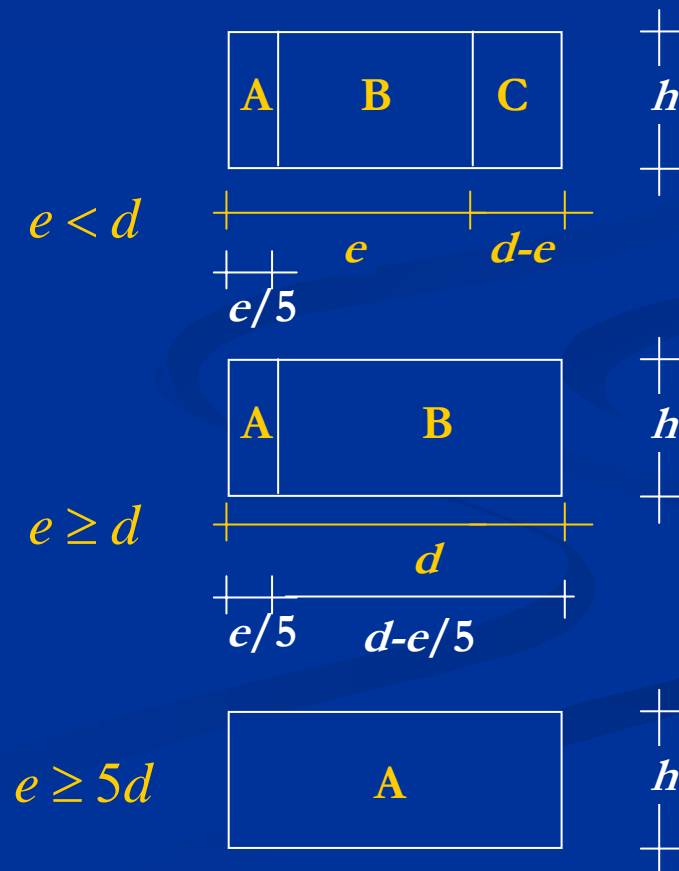 A B C
h
e < d
e d-e
e/5
A B
h
e ≥ d
d
e/5 d-e/5
A
h
e ≥ 5d